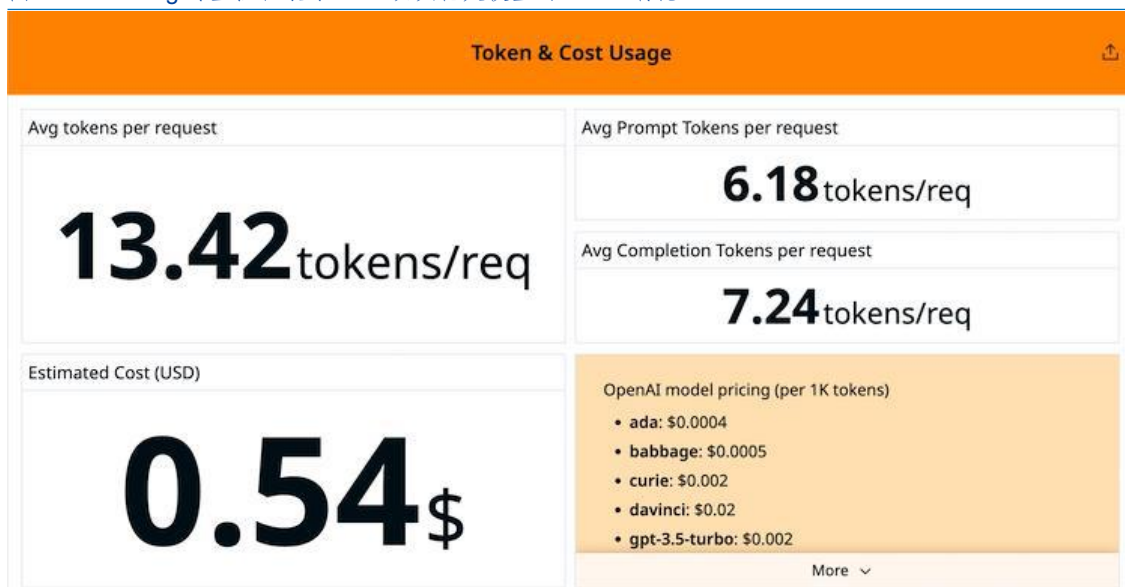 Token & Cost Usage
Avg tokens per request
13.42tokens/req
Avg Prompt Tokens per request
6.18tokens/req
Avg Completion Tokens per request
7.24tokens/req
Estimated Cost (USD)
0.54$
OpenAI model pricing (per 1K tokens)
• ada: $0.0004
• babbage: $0.0005
• curie: $0.002
• davinci: $0.02
• gpt-3.5-turbo: $0.002
More